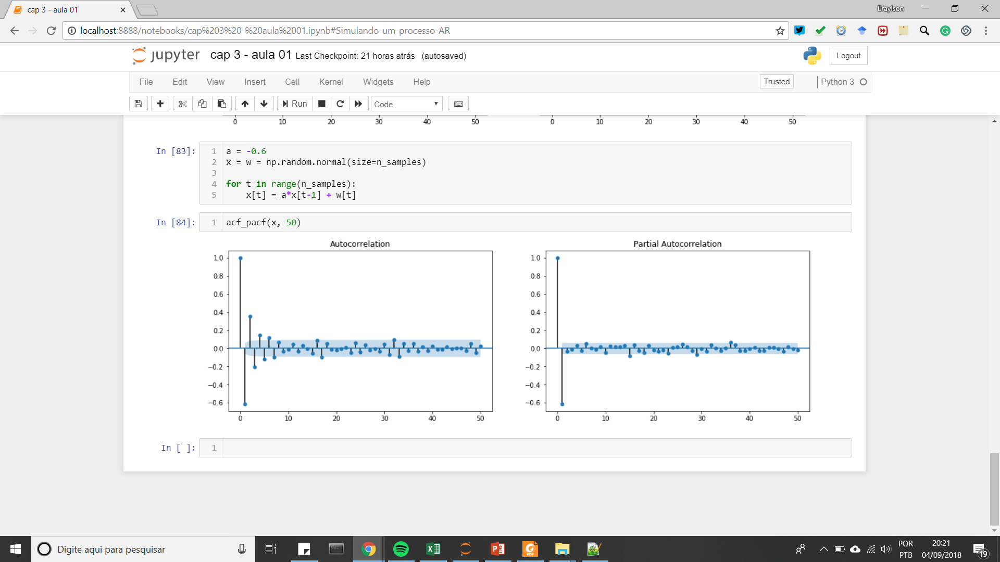 cap 3 - aula 01
Eraylson
localhost:8888/notebooks/cap%203%20-%20aula%2001.ipynb#Simulando-um-processo-AR
jupyter cap 3 - aula 01 Last Checkpoint: 21 horas atrás (autosaved)
Logout
File Edit View Insert Cell Kernel Widgets Help
Trusted
Python 3
Run
Code
0 10 20 30 40 50
0 10 20 30 40 50
In [83]:
1 a = -0.6
2 x = w = np.random.normal(size=n_samples)
3
4 for t in range(n_samples):
5     x[t] = a*x[t-1] + w[t]
In [84]:
1 acf_pacf(x, 50)
Autocorrelation
1.0
0.8
0.6
0.4
0.2
0.0
−0.2
−0.4
−0.6
0 10 20 30 40 50
Partial Autocorrelation
1.0
0.8
0.6
0.4
0.2
0.0
−0.2
−0.4
−0.6
0 10 20 30 40 50
In [ ]:
1
Digite aqui para pesquisar
POR
PTB
20:21
04/09/2018
19